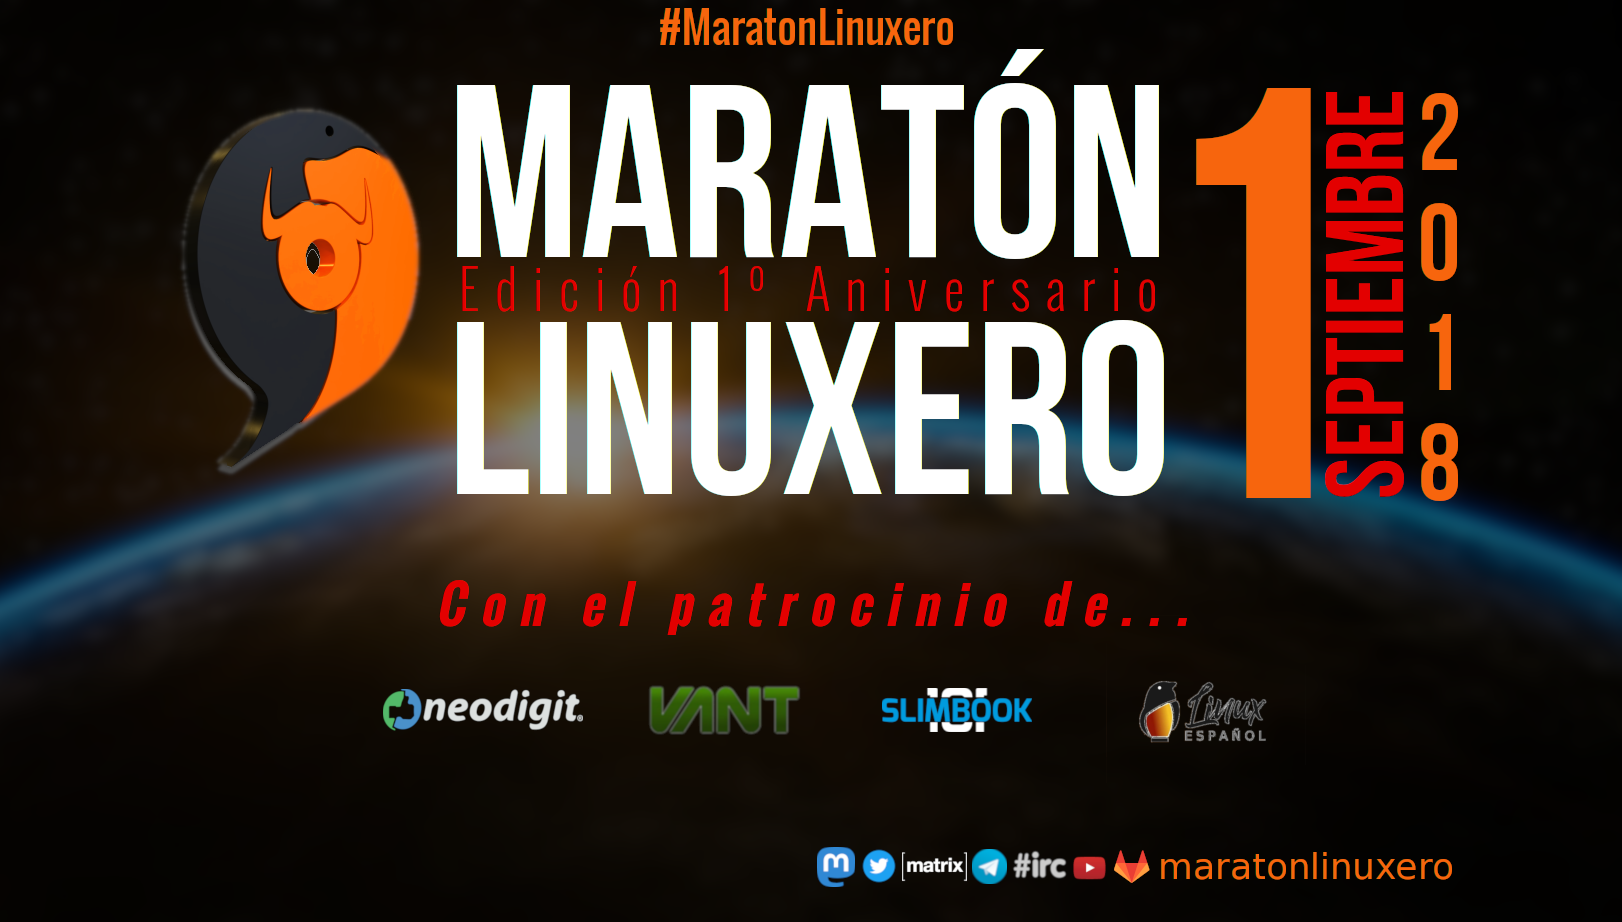 #MaratonLinuxero
MARATÓN
Edición 1º Aniversario
LINUXERO
1
SEPTIEMBRE
2018
Con el patrocinio de...
neodigit®
VANT
SLIMBOOK
Linux
ESPAÑOL
[matrix]
#irc
maratonlinuxero